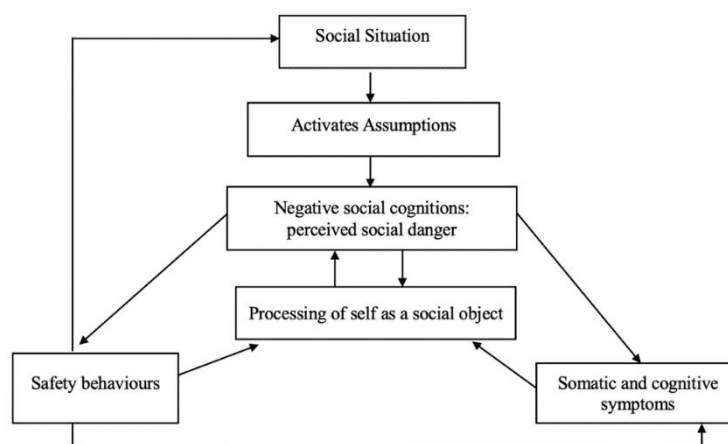 Social Situation
Activates Assumptions
Negative social cognitions:
perceived social danger
Processing of self as a social object
Safety behaviours
Somatic and cognitive
symptoms